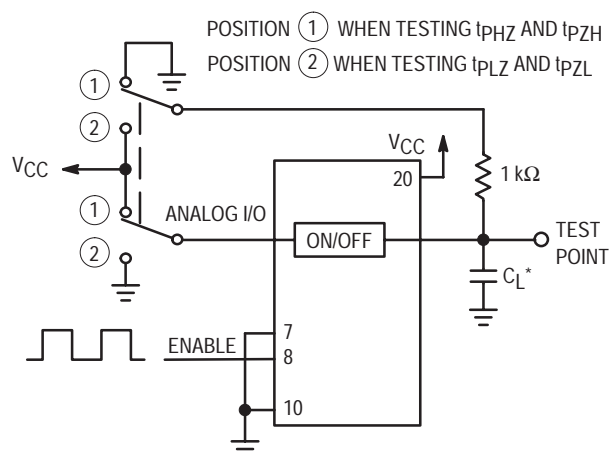 POSITION 1 WHEN TESTING tPHZ AND tPZH
POSITION 2 WHEN TESTING tPLZ AND tPZL
1
2
VCC
1
2
ANALOG I/O
ON/OFF
VCC
20
1 kΩ
TEST
POINT
CL*
ENABLE
7
8
10